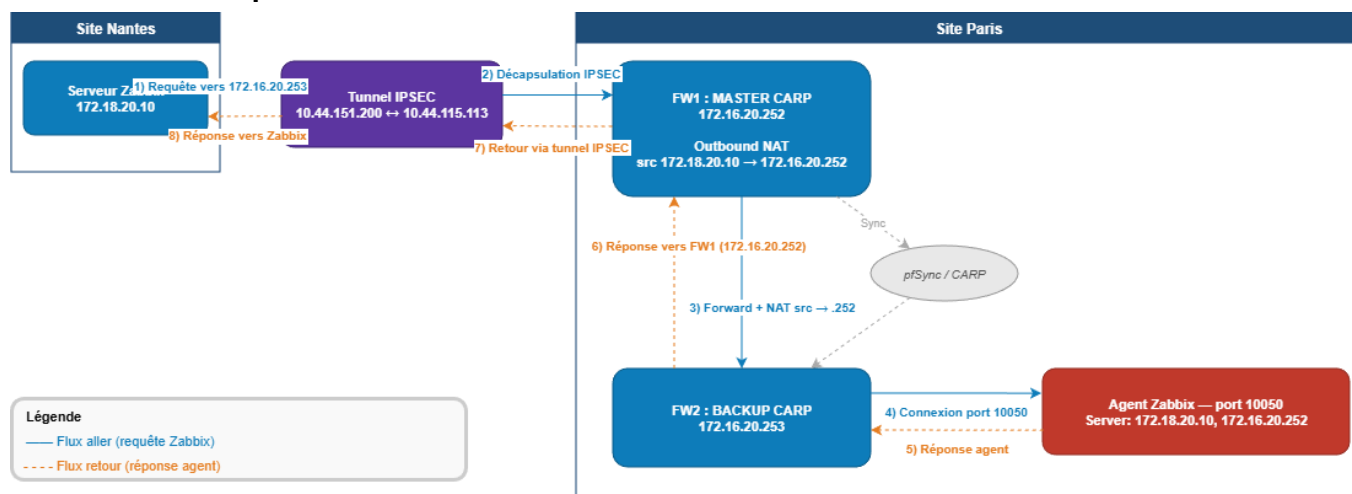 Site Nantes
Site Paris
Serveur Zabbix
172.18.20.10
1) Requête vers 172.16.20.253
8) Réponse vers Zabbix
Tunnel IPSEC
10.44.151.200 ↔ 10.44.115.113
2) Décapsulation IPSEC
7) Retour via tunnel IPSEC
FW1 : MASTER CARP
172.16.20.252
Outbound NAT
src 172.18.20.10 → 172.16.20.252
Sync
pfSync / CARP
6) Réponse vers FW1 (172.16.20.252)
3) Forward + NAT src → .252
FW2 : BACKUP CARP
172.16.20.253
4) Connexion port 10050
5) Réponse agent
Agent Zabbix — port 10050
Server: 172.18.20.10, 172.16.20.252
Légende
Flux aller (requête Zabbix)
Flux retour (réponse agent)